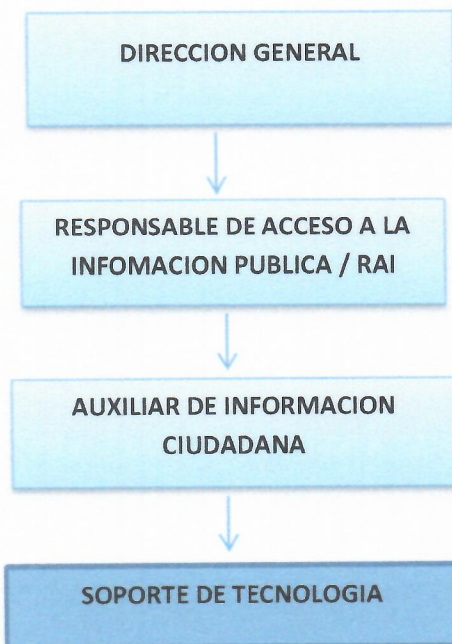 DIRECCION GENERAL
RESPONSABLE DE ACCESO A LA
INFOMACION PUBLICA / RAI
AUXILIAR DE INFORMACION
CIUDADANA
SOPORTE DE TECNOLOGIA